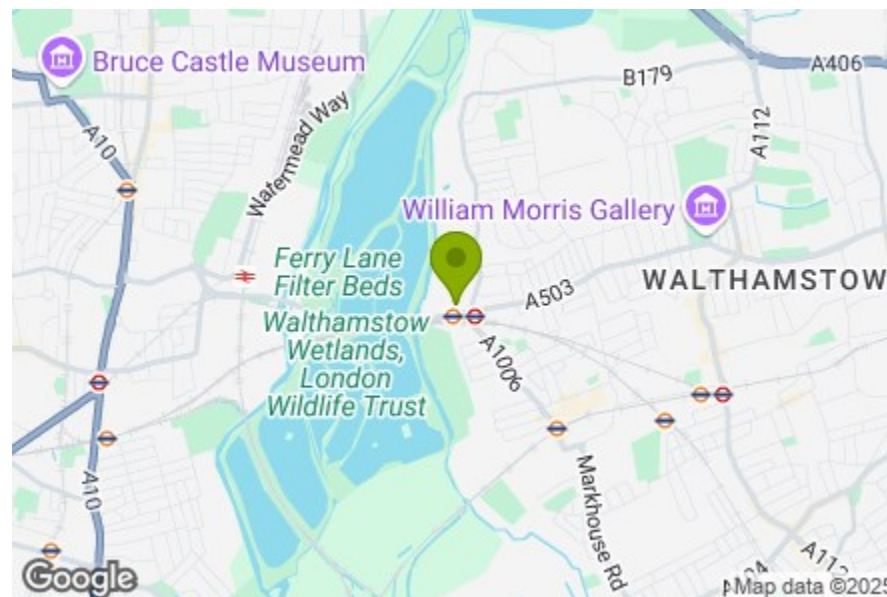 Bruce Castle Museum
A406
B179
A10
A112
Watermead Way
William Morris Gallery
Ferry Lane
Filter Beds
A503
WALTHAMSTOW
Walthamstow
Wetlands,
London
Wildlife Trust
A1006
A10
Markhouse Rd
Google
Map data ©2025